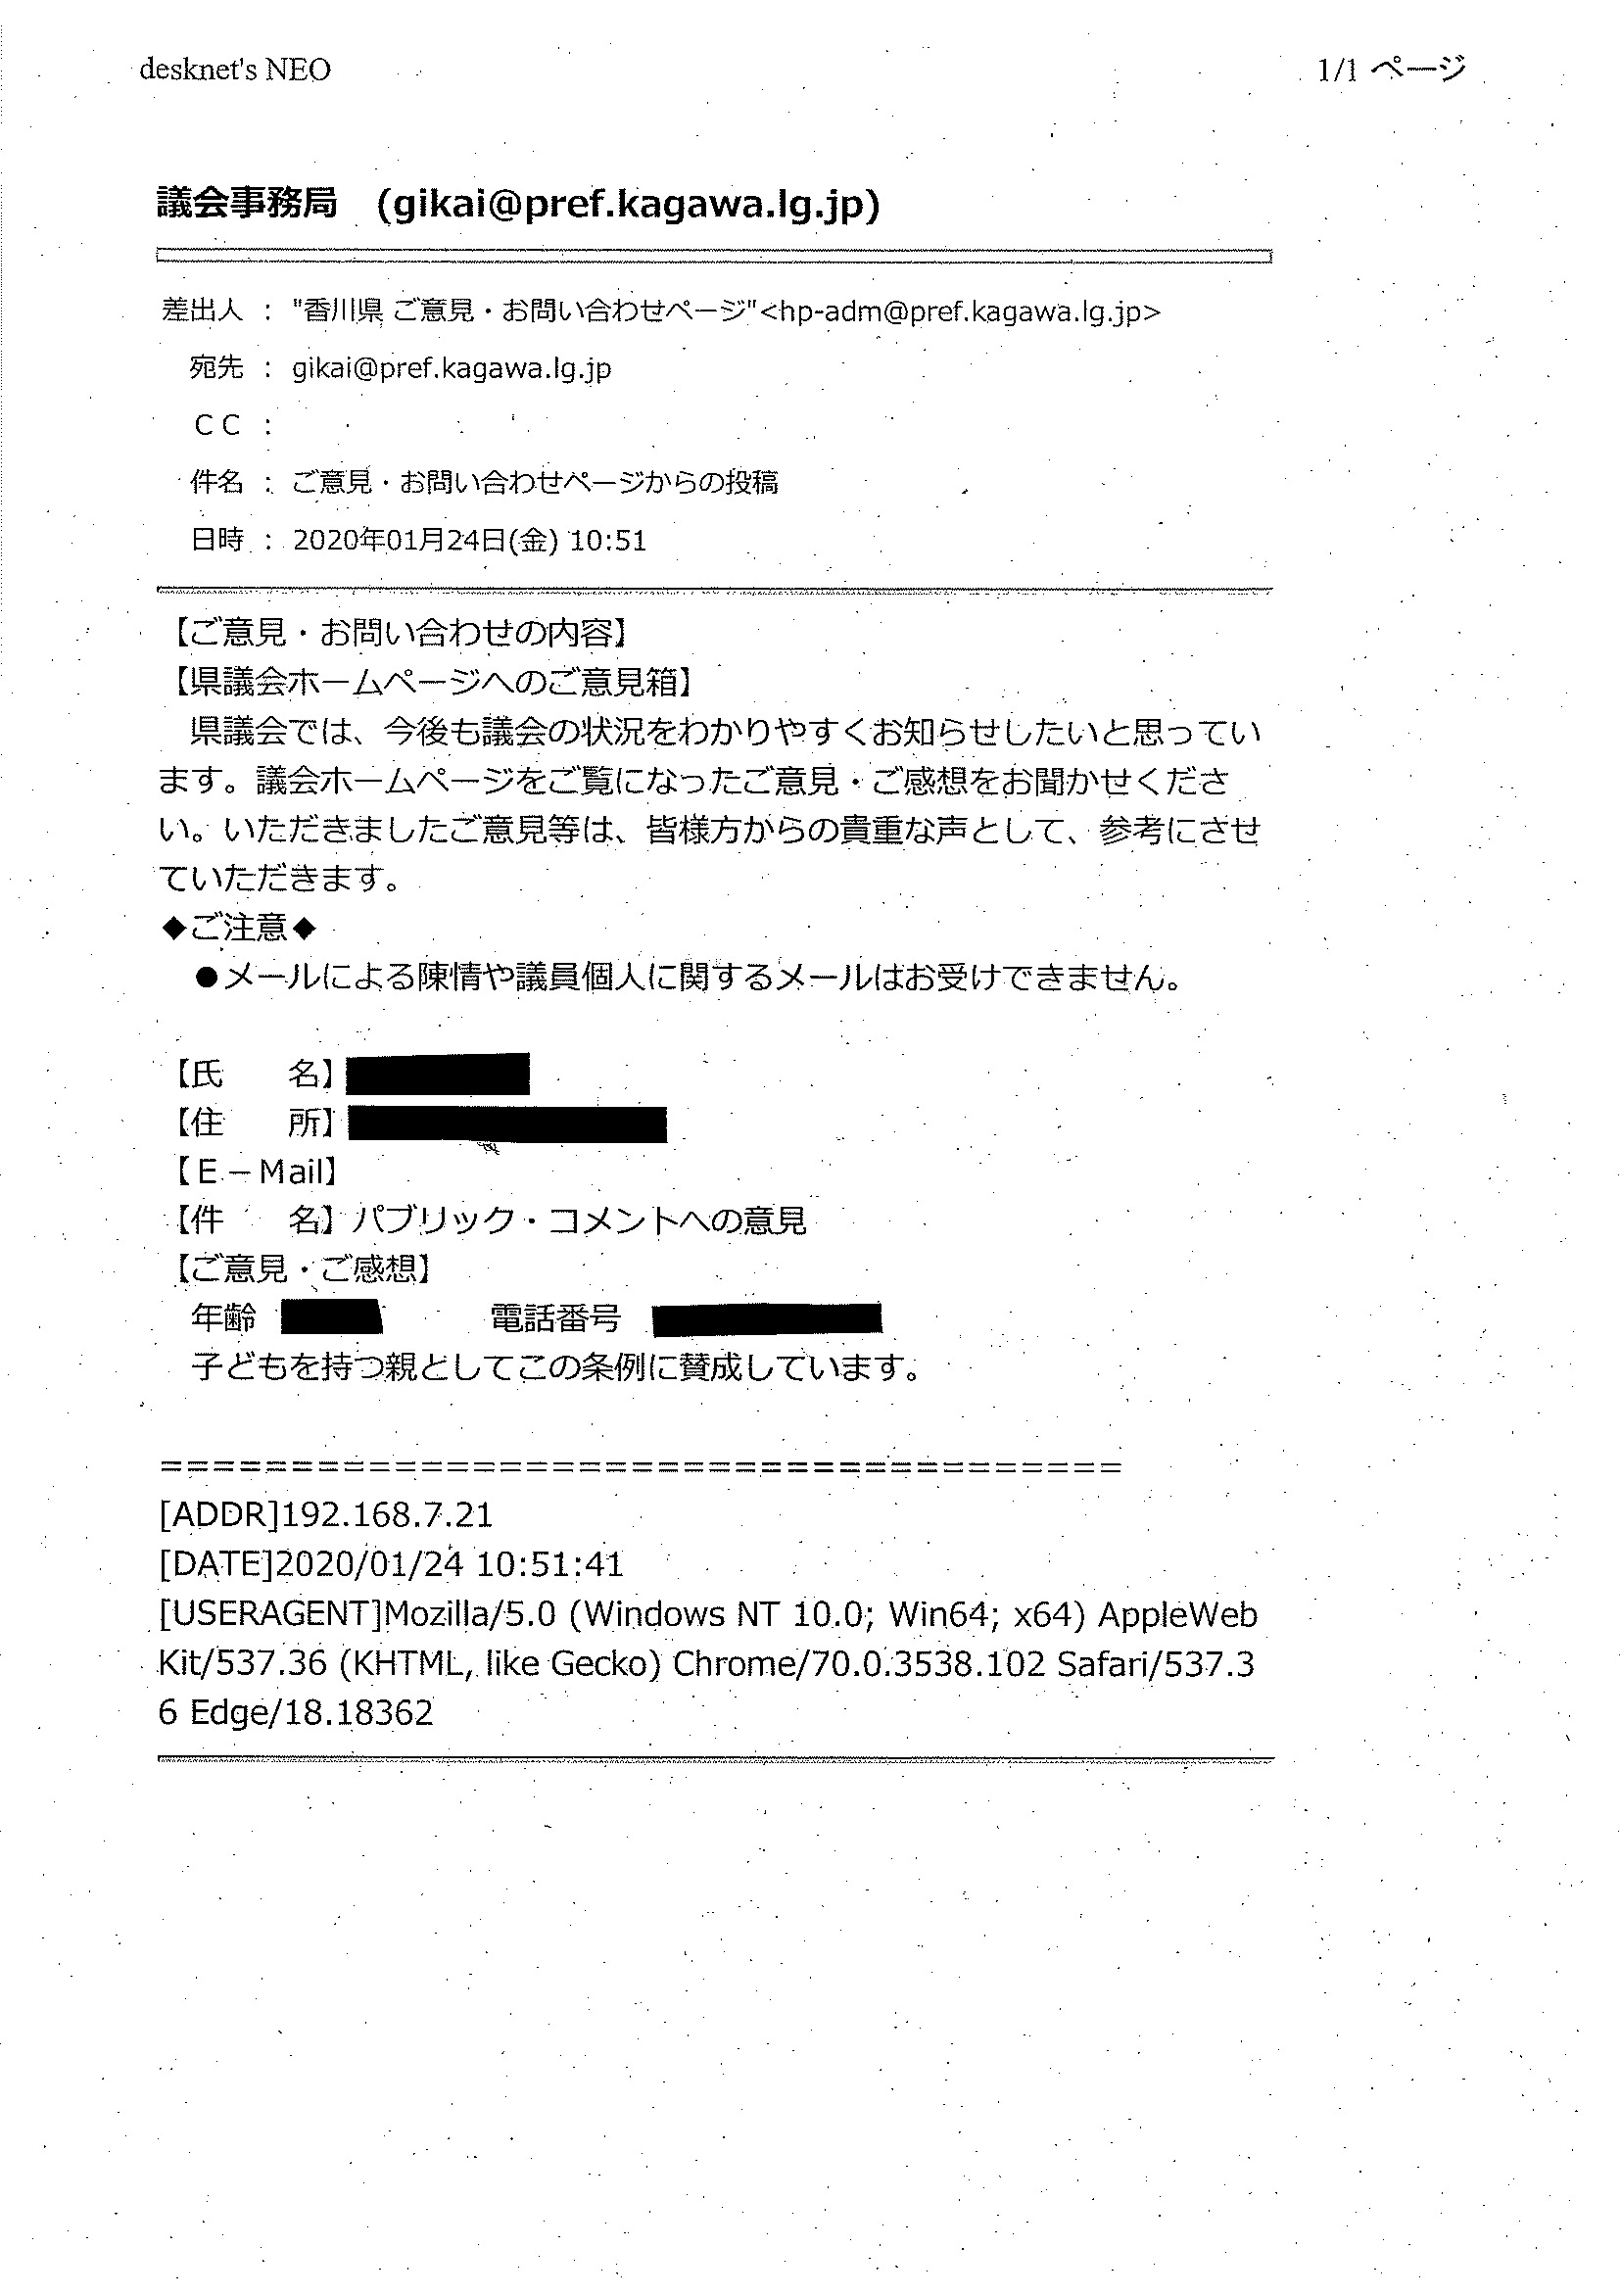 desknet's NEO
1/1 ページ
議会事務局　(gikai@pref.kagawa.lg.jp)
差出人 ： "香川県 ご意見・お問い合わせページ"<hp-adm@pref.kagawa.lg.jp>
宛先 ： gikai@pref.kagawa.lg.jp
ＣＣ ：
件名 ： ご意見・お問い合わせページからの投稿
日時 ： 2020年01月24日(金) 10:51
【ご意見・お問い合わせの内容】
【県議会ホームページへのご意見箱】
　県議会では、今後も議会の状況をわかりやすくお知らせしたいと思ってい
ます。議会ホームページをご覧になったご意見・ご感想をお聞かせくださ
い。いただきましたご意見等は、皆様方からの貴重な声として、参考にさせ
ていただきます。
◆ご注意◆
　●メールによる陳情や議員個人に関するメールはお受けできません。
【氏　　名】
【住　　所】
【Ｅ－Mail】
【件　　名】パブリック・コメントへの意見
【ご意見・ご感想】
　年齢　　　　　　　電話番号
　子どもを持つ親としてこの条例に賛成しています。
=====================================
[ADDR]192.168.7.21
[DATE]2020/01/24 10:51:41
[USERAGENT]Mozilla/5.0 (Windows NT 10.0; Win64; x64) AppleWeb
Kit/537.36 (KHTML, like Gecko) Chrome/70.0.3538.102 Safari/537.3
6 Edge/18.18362